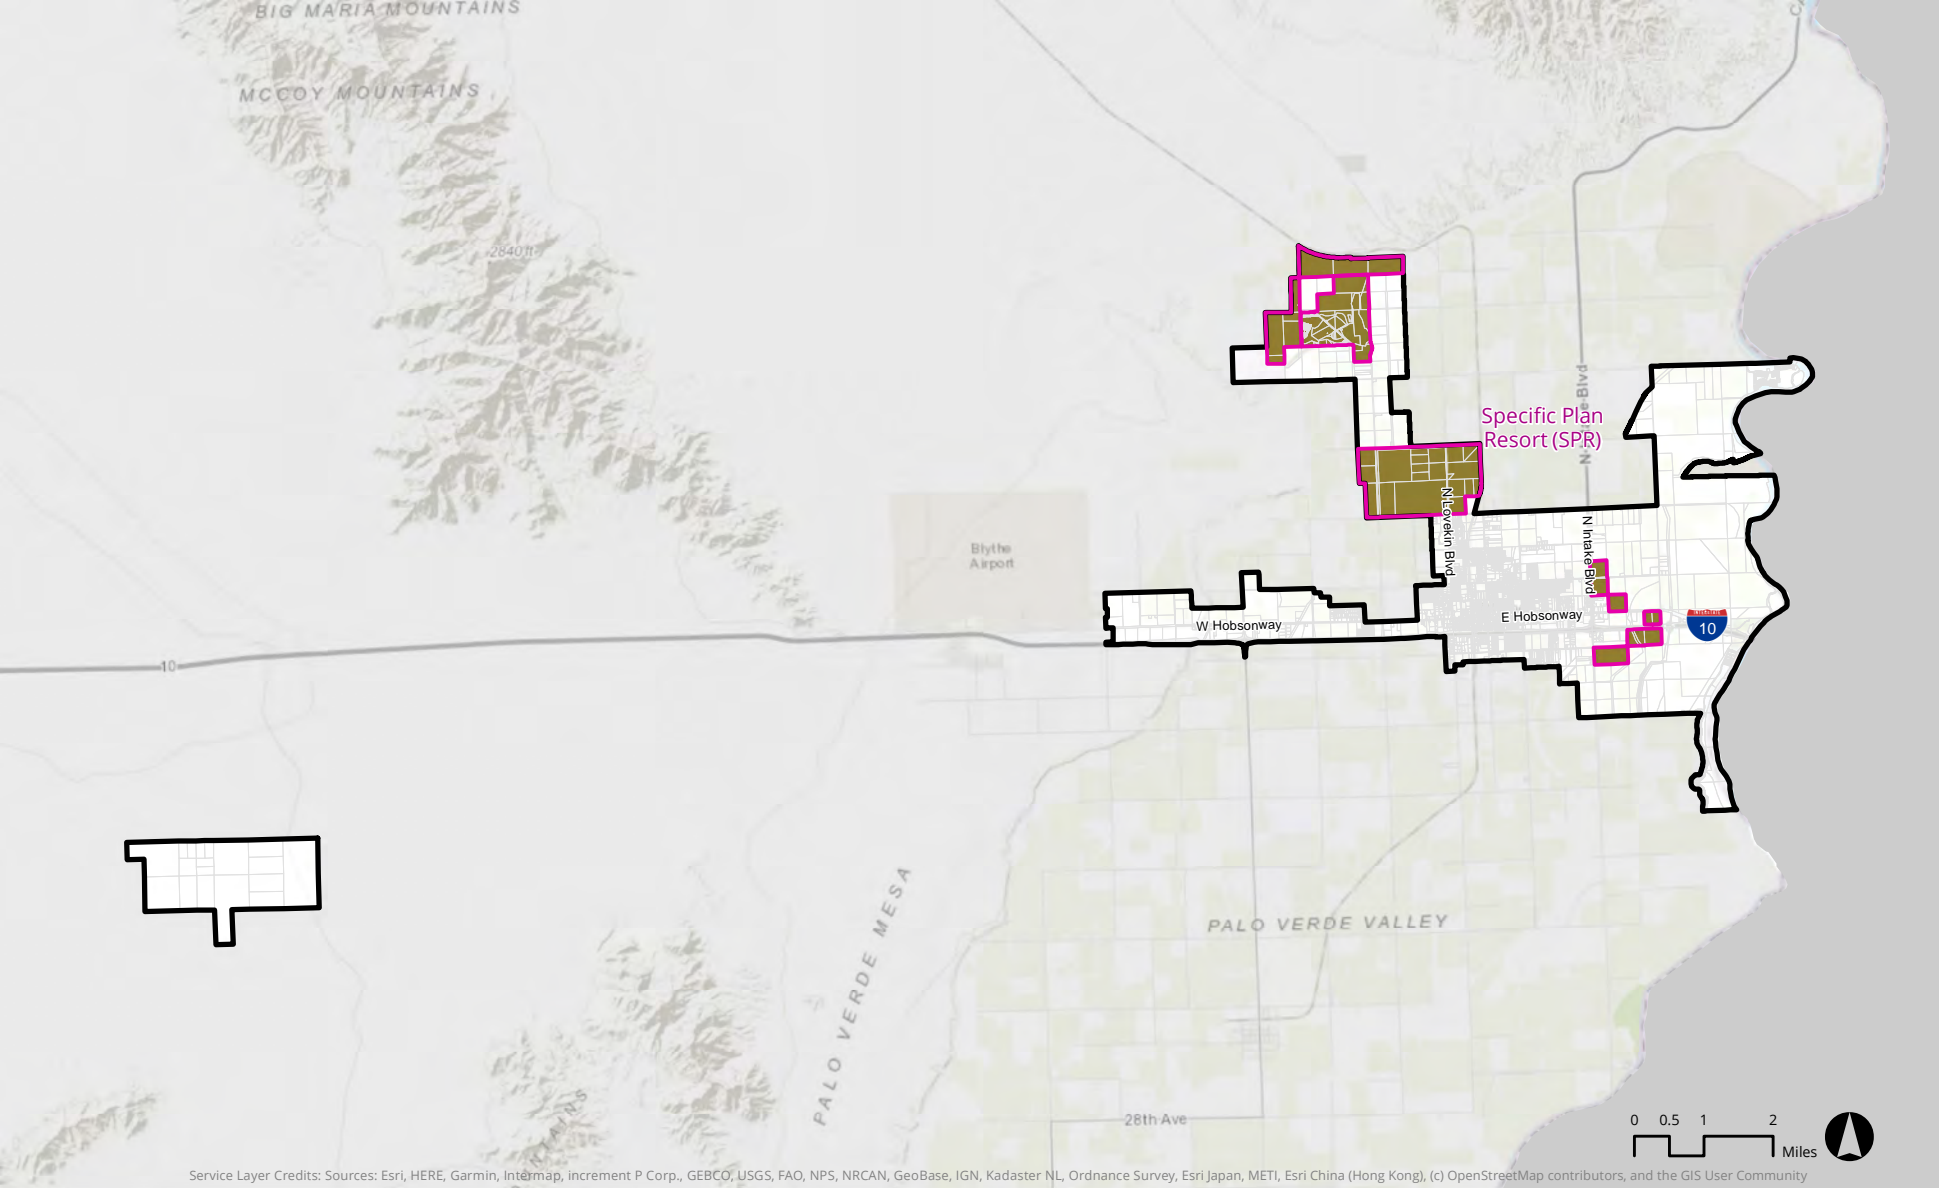 BIG MARIA MOUNTAINS
MCCOY MOUNTAINS
2840 ft
Specific Plan
Resort (SPR)
N Lovekin Blvd
N Intake Blvd
Blythe
Airport
W Hobsonway
E Hobsonway
INTERSTATE
10
10
PALO VERDE MESA
PALO VERDE VALLEY
28th Ave
0 0.5 1 2
Miles
Service Layer Credits: Sources: Esri, HERE, Garmin, Intermap, increment P Corp., GEBCO, USGS, FAO, NPS, NRCAN, GeoBase, IGN, Kadaster NL, Ordnance Survey, Esri Japan, METI, Esri China (Hong Kong), (c) OpenStreetMap contributors, and the GIS User Community